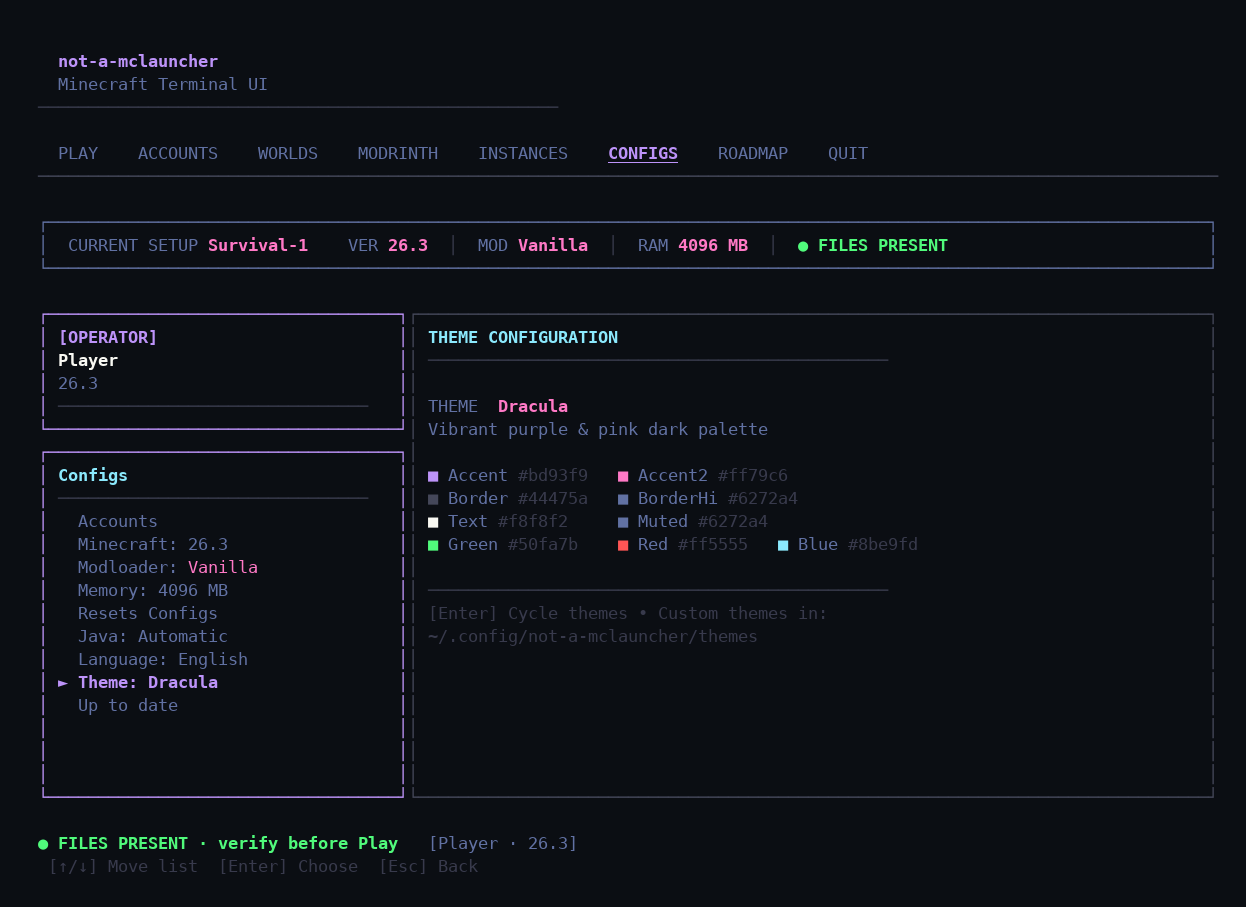 not-a-mclauncher
Minecraft Terminal UI
PLAY    ACCOUNTS    WORLDS    MODRINTH    INSTANCES    CONFIGS    ROADMAP    QUIT
CURRENT SETUP Survival-1    VER 26.3  │  MOD Vanilla  │  RAM 4096 MB  │  ● FILES PRESENT
[OPERATOR]
Player
26.3
Configs
Accounts
Minecraft: 26.3
Modloader: Vanilla
Memory: 4096 MB
Resets Configs
Java: Automatic
Language: English
► Theme: Dracula
Up to date
THEME CONFIGURATION
THEME  Dracula
Vibrant purple & pink dark palette
■ Accent #bd93f9   ■ Accent2 #ff79c6
■ Border #44475a   ■ BorderHi #6272a4
■ Text #f8f8f2     ■ Muted #6272a4
■ Green #50fa7b    ■ Red #ff5555   ■ Blue #8be9fd
[Enter] Cycle themes • Custom themes in:
~/.config/not-a-mclauncher/themes
● FILES PRESENT · verify before Play   [Player · 26.3]
[↑/↓] Move list  [Enter] Choose  [Esc] Back